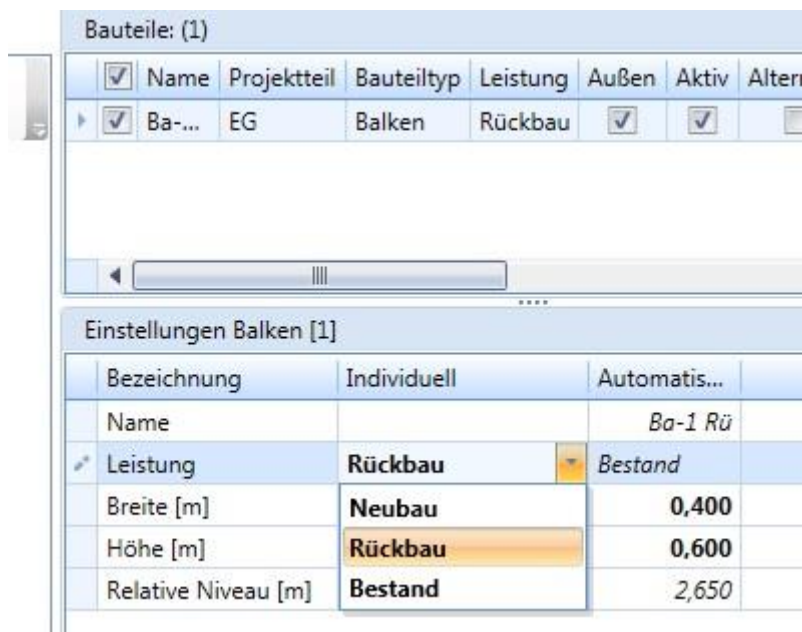 Bauteile: (1)
Name Projektteil Bauteiltyp Leistung Außen Aktiv Altern
Ba-... EG Balken Rückbau
Einstellungen Balken [1]
Bezeichnung Individuell Automatis...
Name Ba-1 Rü
Leistung Rückbau Bestand
Breite [m] Neubau 0,400
Höhe [m] Rückbau 0,600
Relative Niveau [m] Bestand 2,650